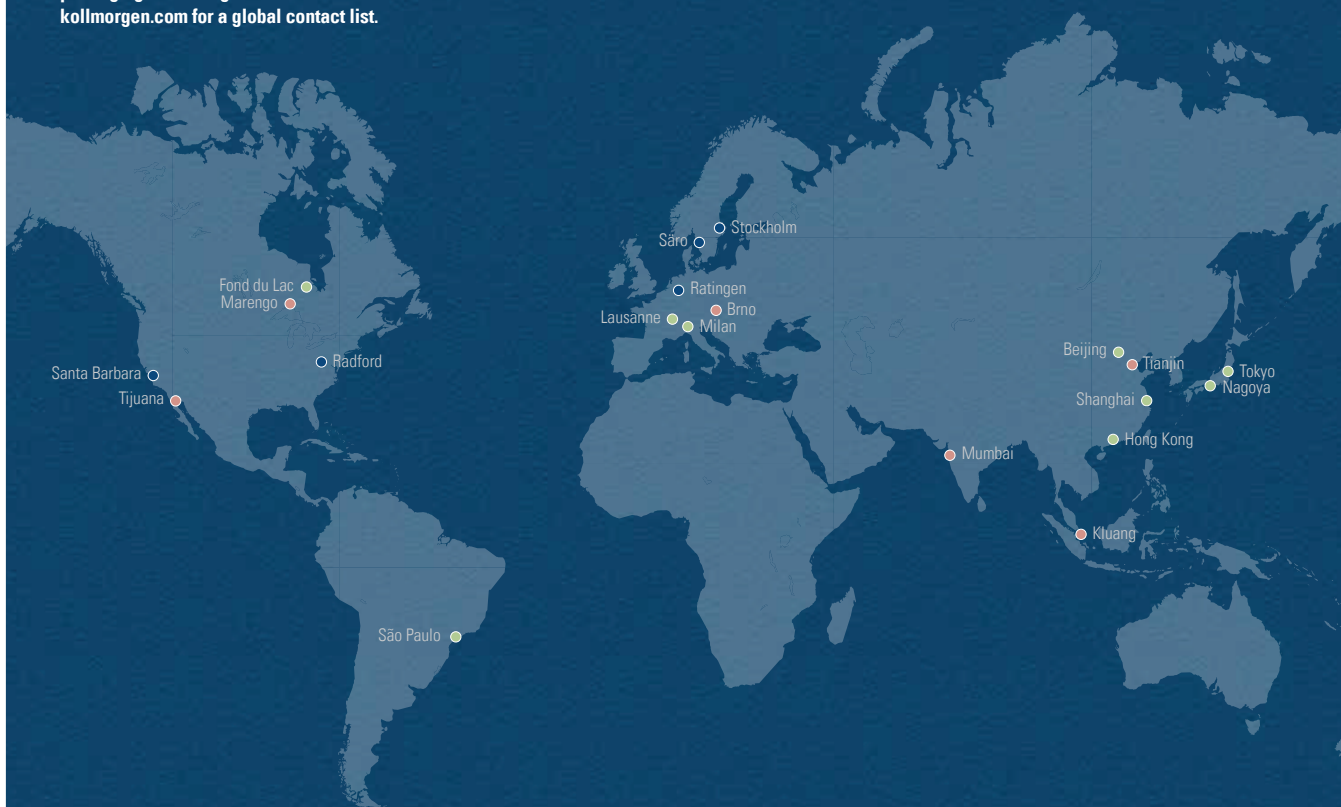 kollmorgen.com for a global contact list.
Stockholm
Säro
Fond du Lac
Ratingen
Marengo
Brno
Lausanne
Milan
Beijing
Radford
Tianjin
Santa Barbara
Tokyo
Nagoya
Tijuana
Shanghai
Hong Kong
Mumbai
Kluang
São Paulo